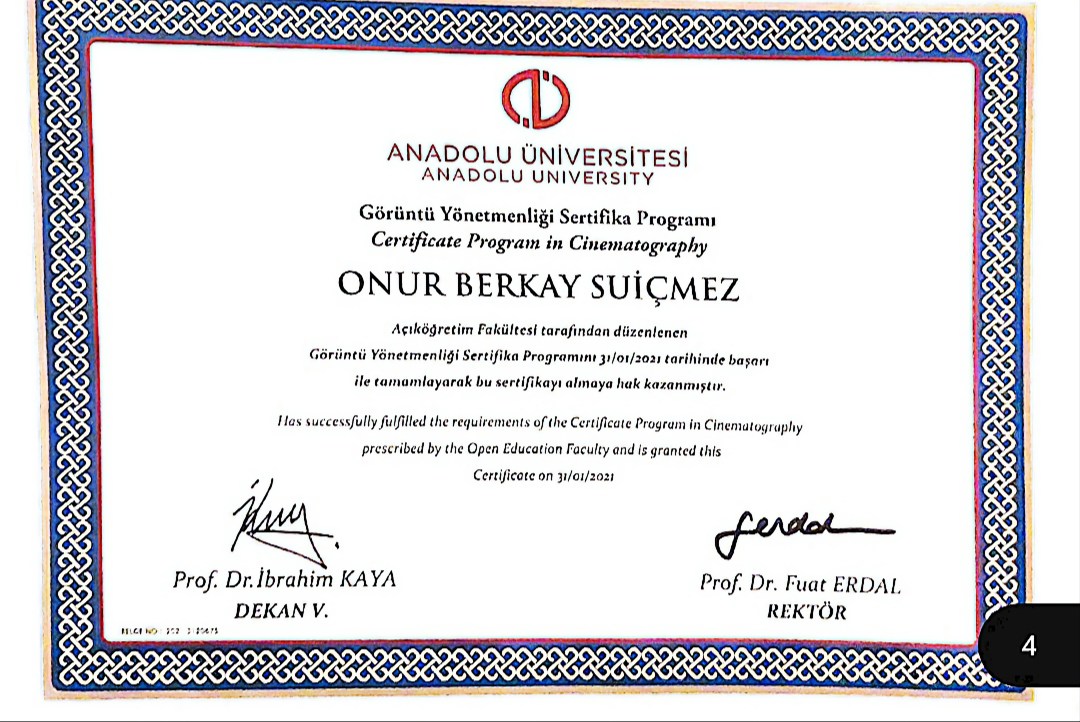 ANADOLU ÜNİVERSİTESİ
ANADOLU UNIVERSITY
Görüntü Yönetmenliği Sertifika Programı
Certificate Program in Cinematography
ONUR BERKAY SUİÇMEZ
Açıköğretim Fakültesi tarafından düzenlenen
Görüntü Yönetmenliği Sertifika Programını 31/01/2021 tarihinde başarı
ile tamamlayarak bu sertifikayı almaya hak kazanmıştır.
Has successfully fulfilled the requirements of the Certificate Program in Cinematography
prescribed by the Open Education Faculty and is granted this
Certificate on 31/01/2021
Prof. Dr. İbrahim KAYA
DEKAN V.
Prof. Dr. Fuat ERDAL
REKTÖR
BELGE NO :
4